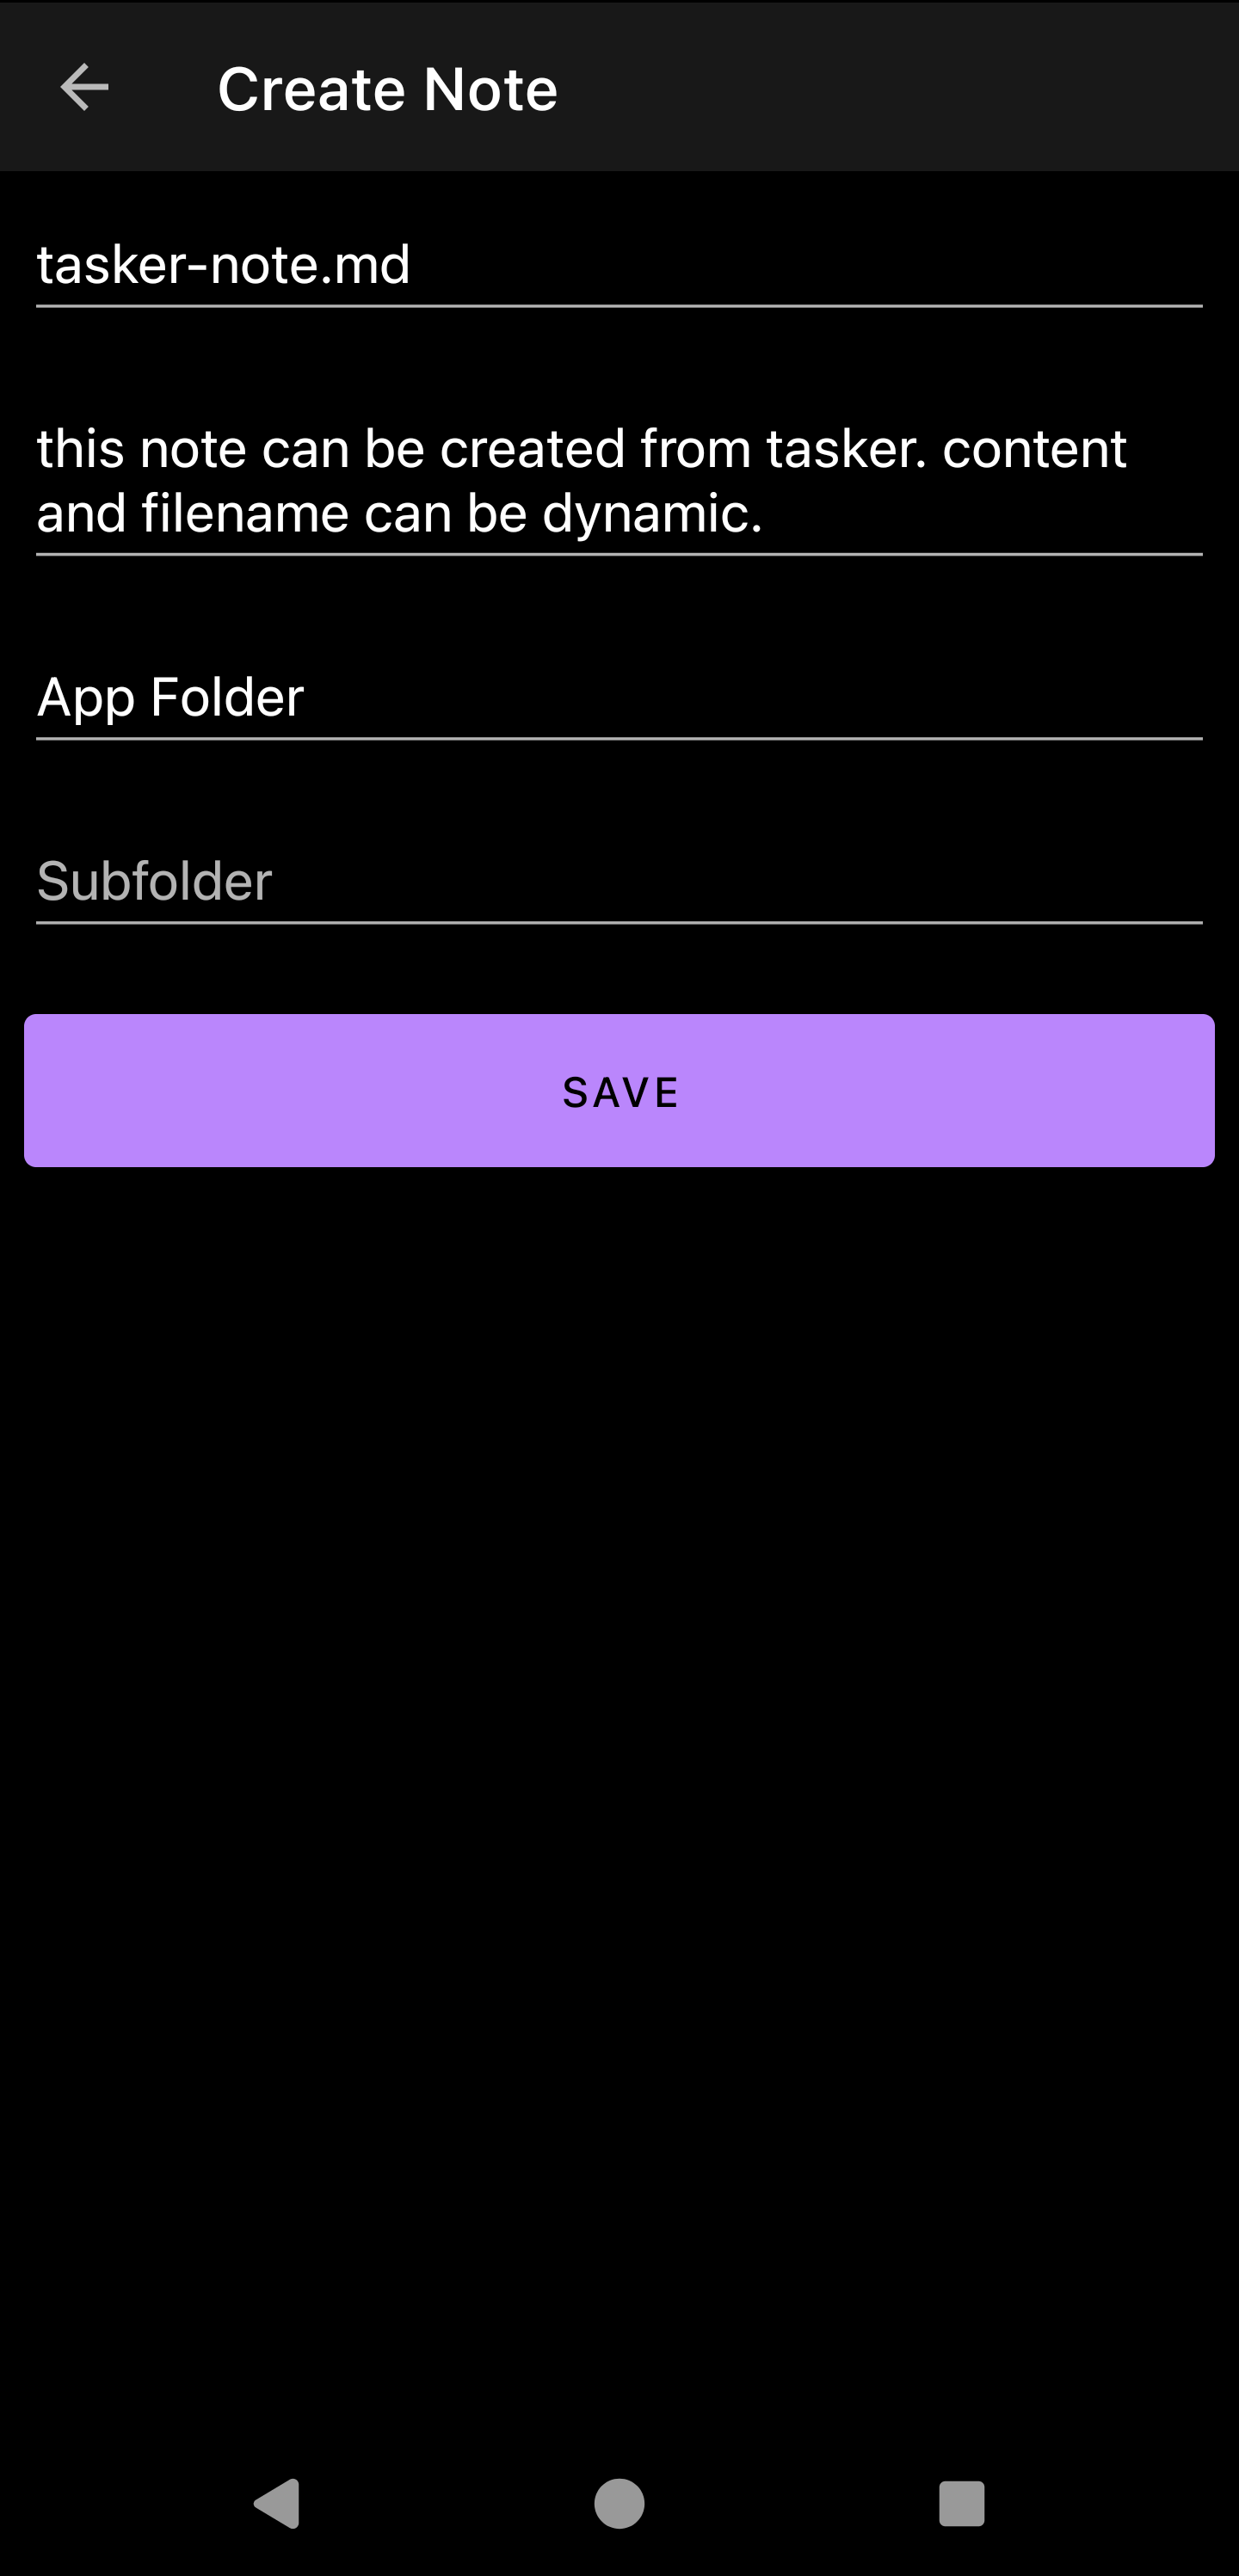 Create Note
tasker-note.md
this note can be created from tasker. content
and filename can be dynamic.
App Folder
Subfolder
SAVE